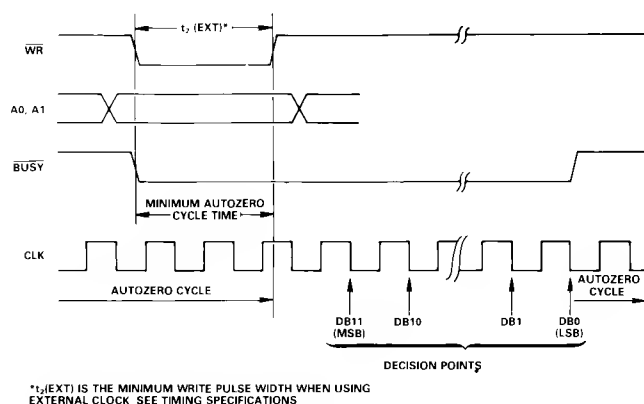 t₂ (EXT)*
WR
A0, A1
BUSY
MINIMUM AUTOZERO
CYCLE TIME
CLK
AUTOZERO CYCLE
AUTOZERO
CYCLE
DB11
(MSB)
DB10
DB1
DB0
(LSB)
DECISION POINTS
*t₂(EXT) IS THE MINIMUM WRITE PULSE WIDTH WHEN USING
EXTERNAL CLOCK SEE TIMING SPECIFICATIONS